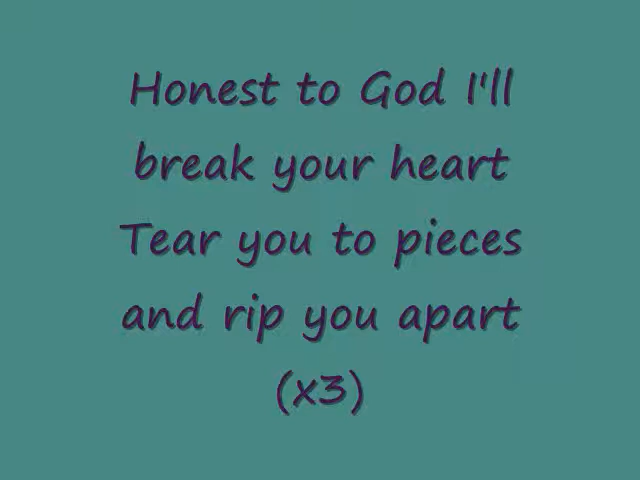 Honest to God I'll
break your heart
Tear you to pieces
and rip you apart
(x3)